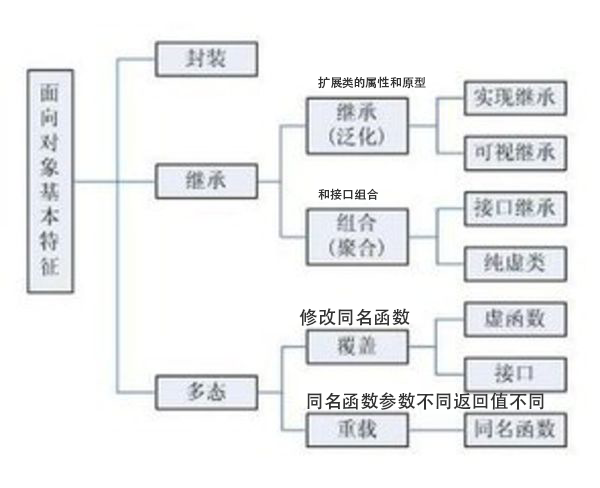 面向对象基本特征
封装
继承
扩展类的属性和原型
继承
(泛化)
实现继承
可视继承
和接口组合
组合
(聚合)
接口继承
纯虚类
多态
修改同名函数
覆盖
虚函数
接口
同名函数参数不同返回值不同
重载
同名函数